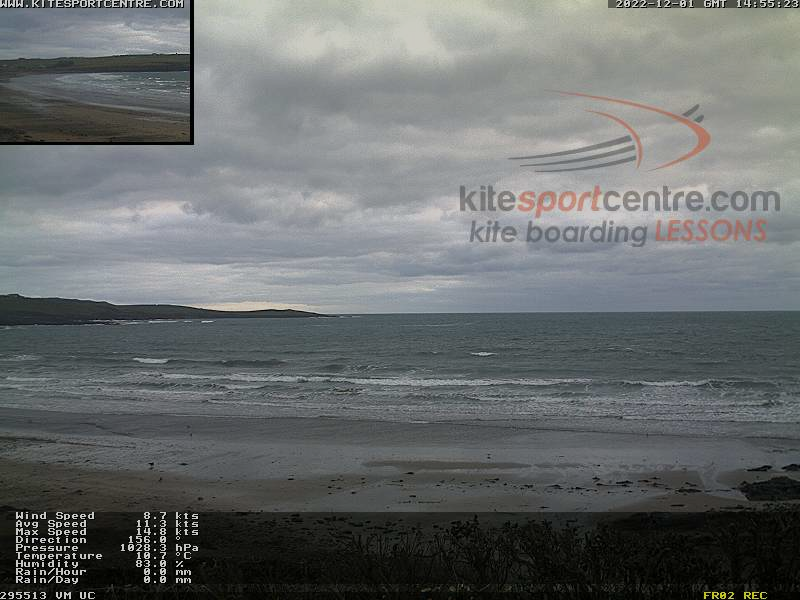 WWW.KITESPORTCENTRE.COM
2022-12-01 GMT 14:55:23
kitesportcentre.com
kite boarding LESSONS
Wind Speed 8.7 kts
Avg Speed 11.3 kts
Max Speed 14.8 kts
Direction 156.0 °
Pressure 1028.3 hPa
Temperature 10.7 °C
Humidity 83.0 %
Rain/Hour 0.0 mm
Rain/Day 0.0 mm
295513 VM UC
FR02 REC